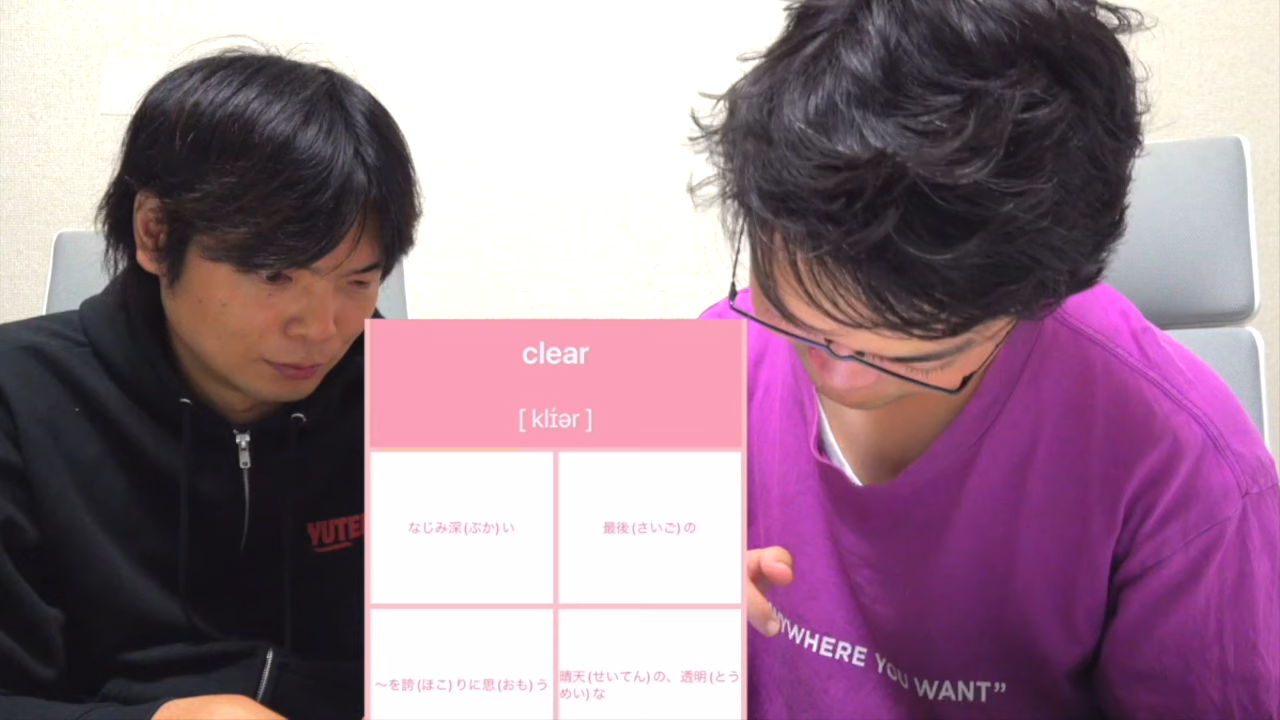 clear
[ klíər ]
なじみ深(ぶか)い
最後(さいご)の
〜を誇(ほこ)りに思(おも)う
晴天(せいてん)の、透明(とう
めい)な
YWHERE YOU WANT”